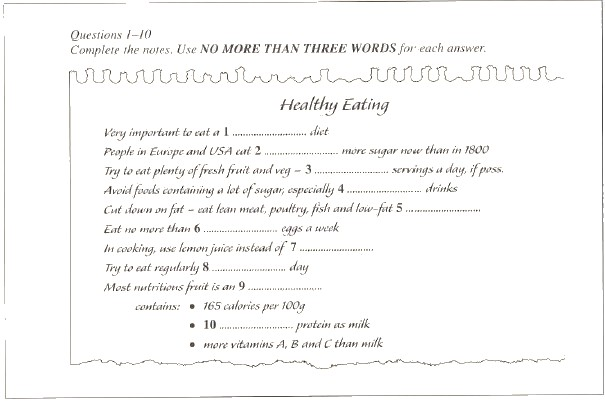 Questions 1–10
Complete the notes. Use NO MORE THAN THREE WORDS for each answer.
Healthy Eating
Very important to eat a 1 ............................ diet
People in Europe and USA eat 2 ............................ more sugar now than in 1800
Try to eat plenty of fresh fruit and veg – 3 ............................ servings a day, if poss.
Avoid foods containing a lot of sugar, especially 4 ............................ drinks
Cut down on fat – eat lean meat, poultry, fish and low-fat 5 ............................
Eat no more than 6 ............................ eggs a week
In cooking, use lemon juice instead of 7 ............................
Try to eat regularly 8 ............................ day
Most nutritious fruit is an 9 ............................
contains: • 165 calories per 100g
• 10 ............................ protein as milk
• more vitamins A, B and C than milk